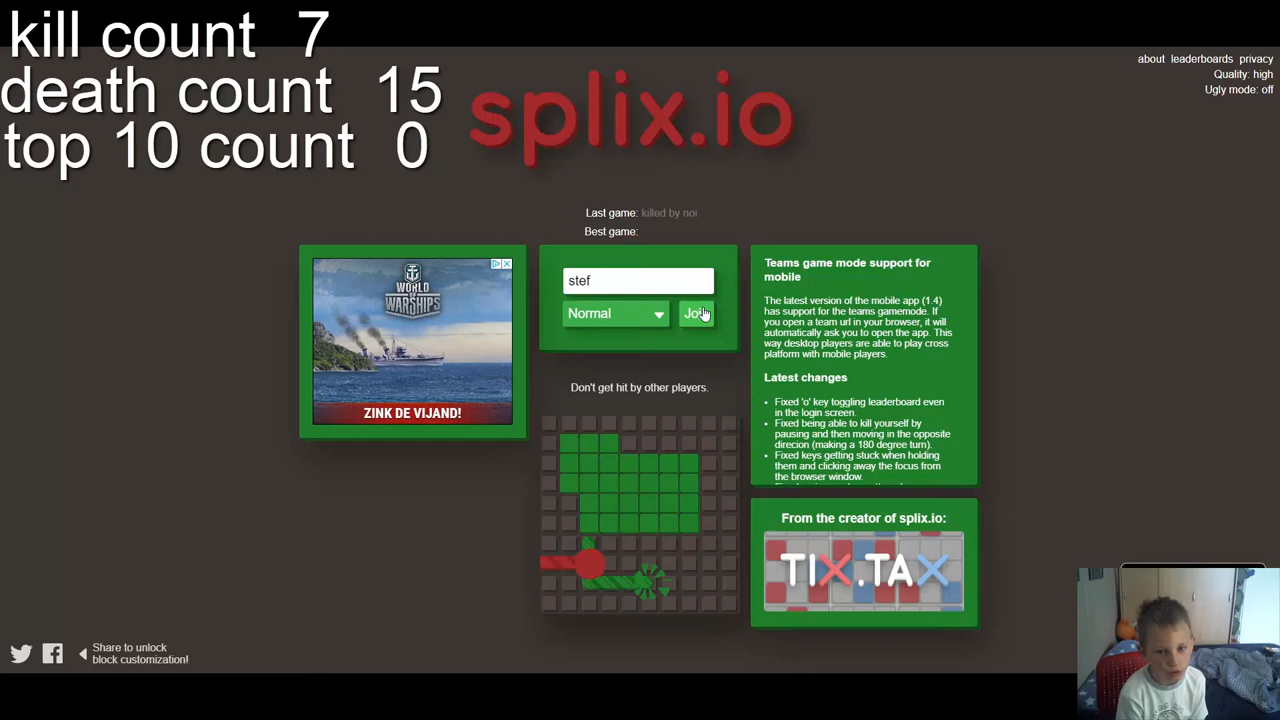 kill count 7
death count 15
top 10 count 0
splix.io
about leaderboards privacy
Quality: high
Ugly mode: off
Last game: killed by noi
Best game:
WORLD
OF
WARSHIPS
ZINK DE VIJAND!
stef
Normal
Don't get hit by other players.
Teams game mode support for
mobile
The latest version of the mobile app (1.4)
has support for the teams gamemode. If
you open a team url in your browser, it will
automatically ask you to open the app. This
way desktop players are able to play cross
platform with mobile players.
Latest changes
• Fixed 'o' key toggling leaderboard even
in the login screen.
• Fixed being able to kill yourself by
pausing and then moving in the opposite
direcion (making a 180 degree turn).
• Fixed keys getting stuck when holding
them and clicking away the focus from
the browser window.
From the creator of splix.io:
TIX.TAX
Share to unlock
block customization!